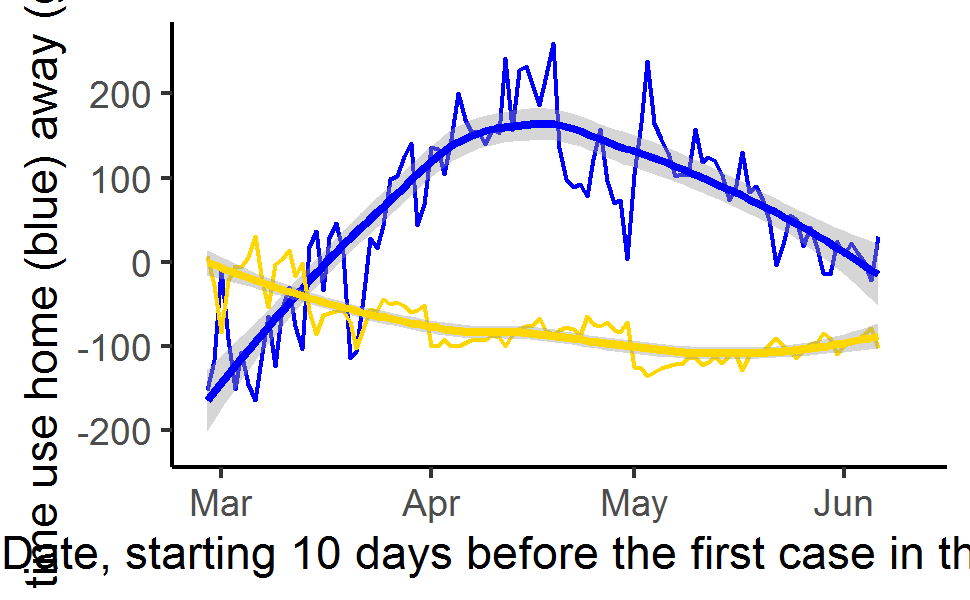 time use home (blue) away (
200
100
0
-100
-200
Mar Apr May Jun
Date, starting 10 days before the first case in th